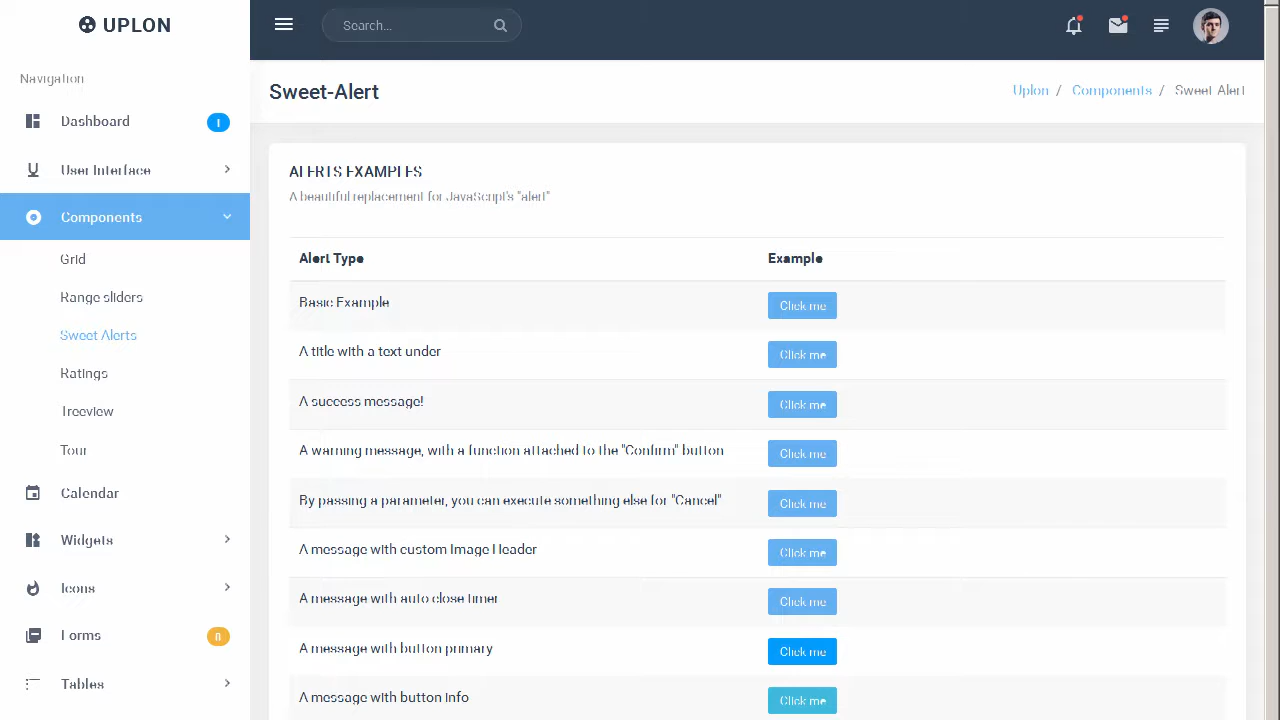 UPLON
Search...
Navigation
Dashboard
1
User Interface
Components
Grid
Range sliders
Sweet Alerts
Ratings
Treeview
Tour
Calendar
Widgets
Icons
Forms
8
Tables
Sweet-Alert
Uplon / Components / Sweet Alert
ALERTS EXAMPLES
A beautiful replacement for JavaScript's "alert"
Alert Type Example
Basic Example Click me
A title with a text under Click me
A success message! Click me
A warning message, with a function attached to the "Confirm" button Click me
By passing a parameter, you can execute something else for "Cancel" Click me
A message with custom Image Header Click me
A message with auto close timer Click me
A message with button primary Click me
A message with button info Click me